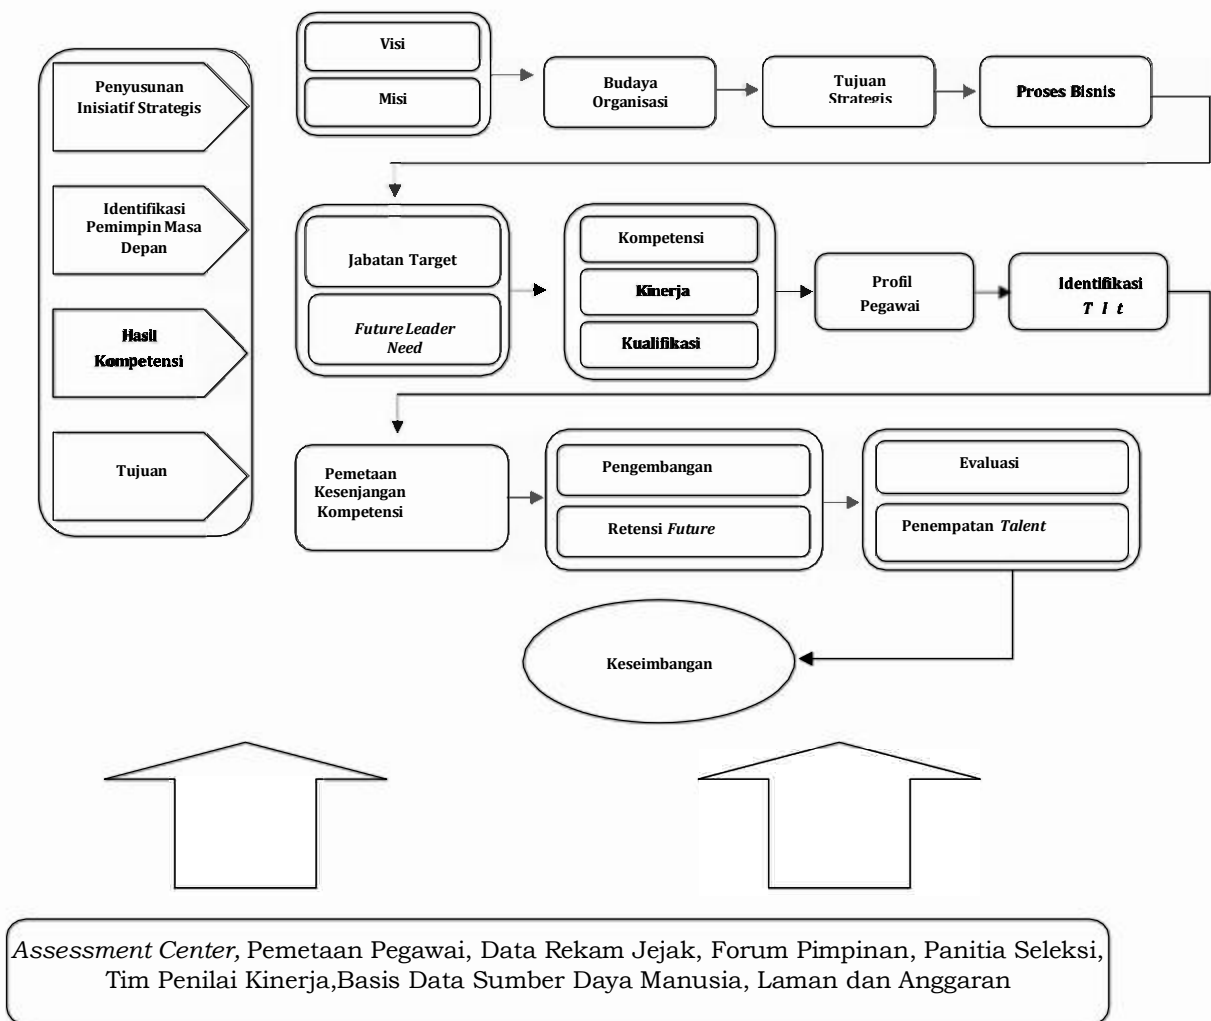 Penyusunan
Inisiatif Strategis
Identifikasi
Pemimpin Masa
Depan
Hasil
Kompetensi
Tujuan
Visi
Misi
Budaya
Organisasi
Tujuan
Strategis
Proses Bisnis
Jabatan Target
Future Leader
Need
Kompetensi
Kinerja
Kualifikasi
Profil
Pegawai
Identifikasi
T l t
Pemetaan
Kesenjangan
Kompetensi
Pengembangan
Retensi Future
Evaluasi
Penempatan Talent
Keseimbangan
Assessment Center, Pemetaan Pegawai, Data Rekam Jejak, Forum Pimpinan, Panitia Seleksi,
Tim Penilai Kinerja,Basis Data Sumber Daya Manusia, Laman dan Anggaran